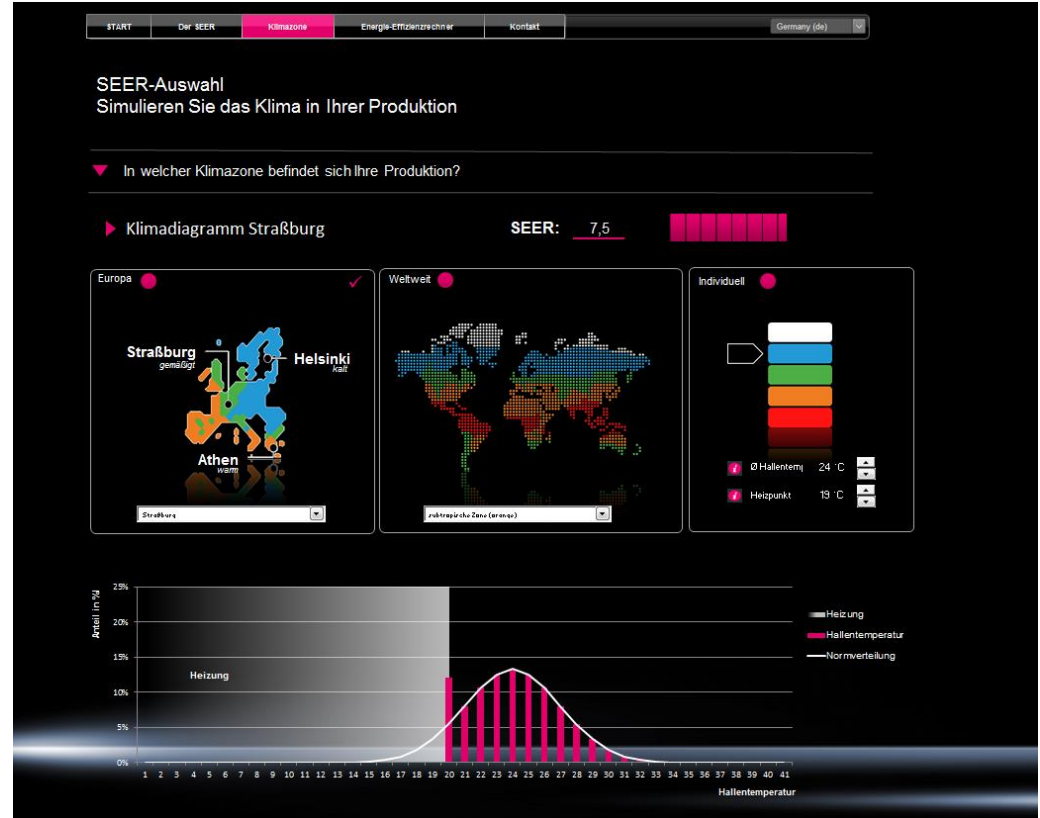 START Der SEER Klimazone Energie-Effizienzrechner Kontakt Germany (de)
SEER-Auswahl
Simulieren Sie das Klima in Ihrer Produktion
In welcher Klimazone befindet sich Ihre Produktion?
Klimadiagramm Straßburg SEER: 7,5
Europa
Straßburg
gemäßigt
Helsinki
kalt
Athen
warm
Straßburg
Weltweit
subtropische Zone (orange)
Individuell
Ø Hallentemp 24 °C
Heizpunkt 19 °C
Anteil in %
25%
20%
15%
10%
5%
0%
Heizung
1 2 3 4 5 6 7 8 9 10 11 12 13 14 15 16 17 18 19 20 21 22 23 24 25 26 27 28 29 30 31 32 33 34 35 36 37 38 39 40 41
Hallentemperatur
Heizung
Hallentemperatur
Normverteilung